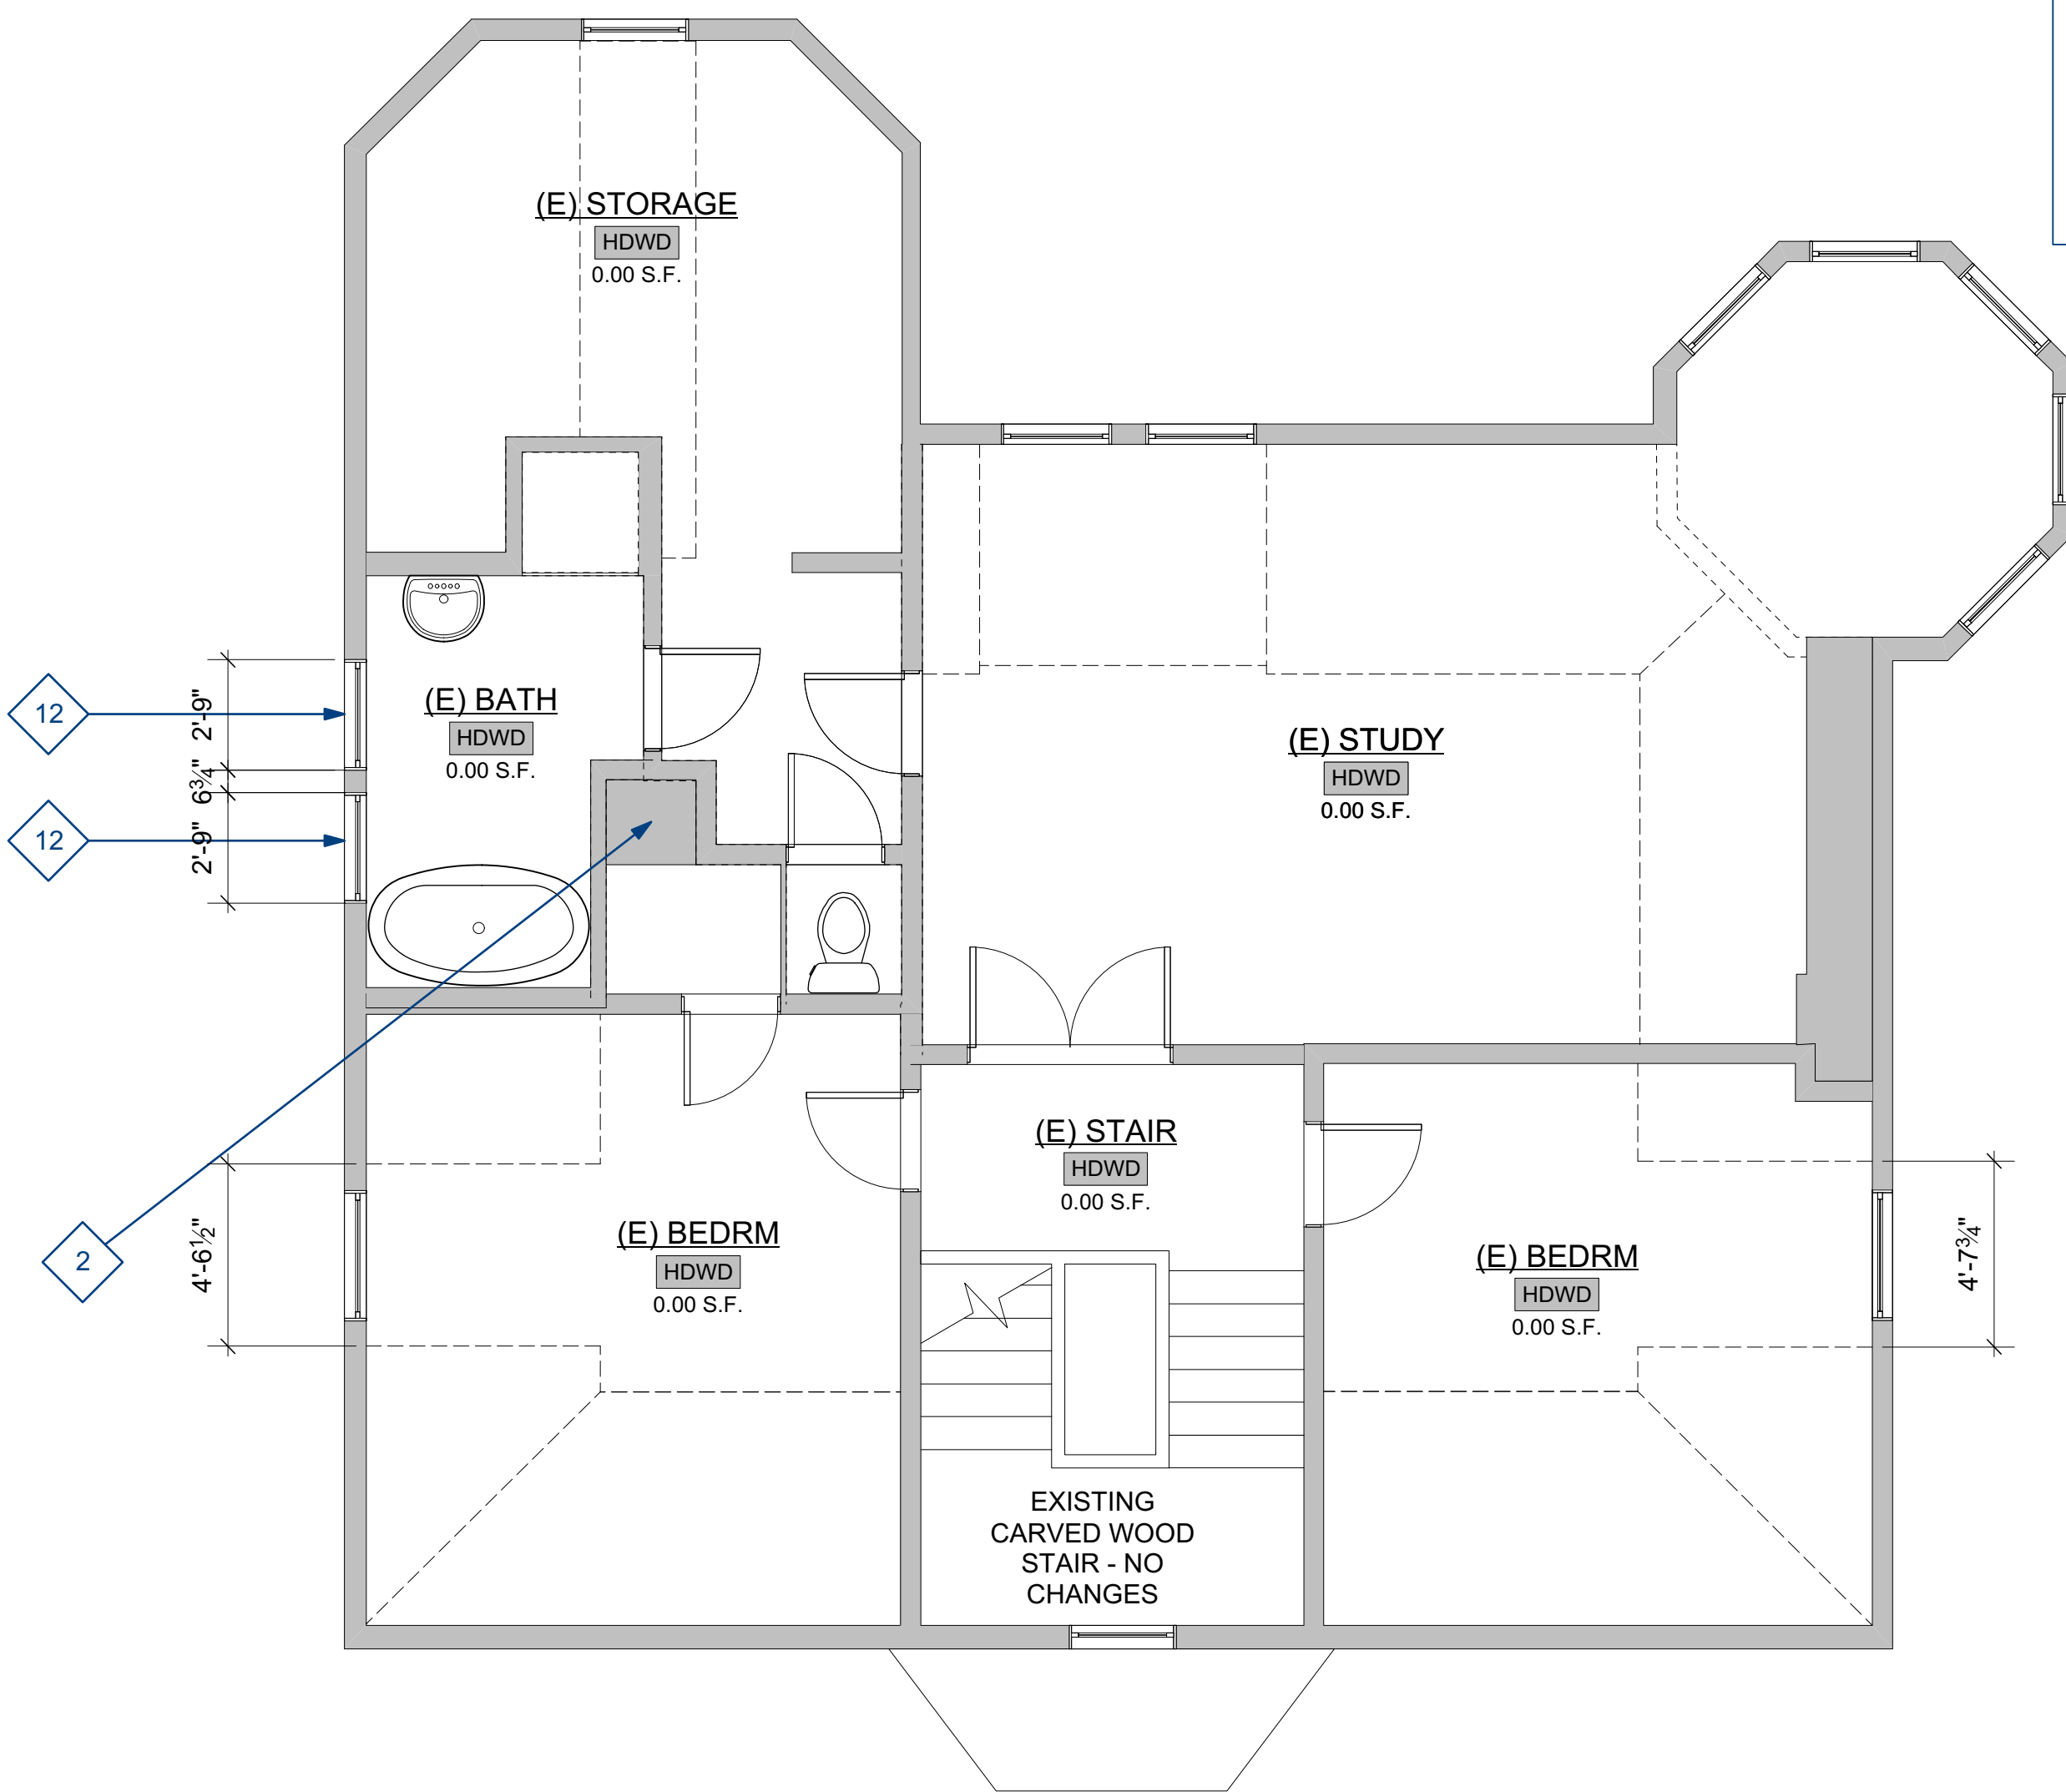 (E) STORAGE
HDWD
0.00 S.F.
12
2'-9"
(E) BATH
HDWD
0.00 S.F.
6¾"
12
2'-9"
(E) STUDY
HDWD
0.00 S.F.
(E) STAIR
HDWD
0.00 S.F.
2
4'-6½"
(E) BEDRM
HDWD
0.00 S.F.
(E) BEDRM
HDWD
0.00 S.F.
4'-7¾"
EXISTING
CARVED WOOD
STAIR - NO
CHANGES